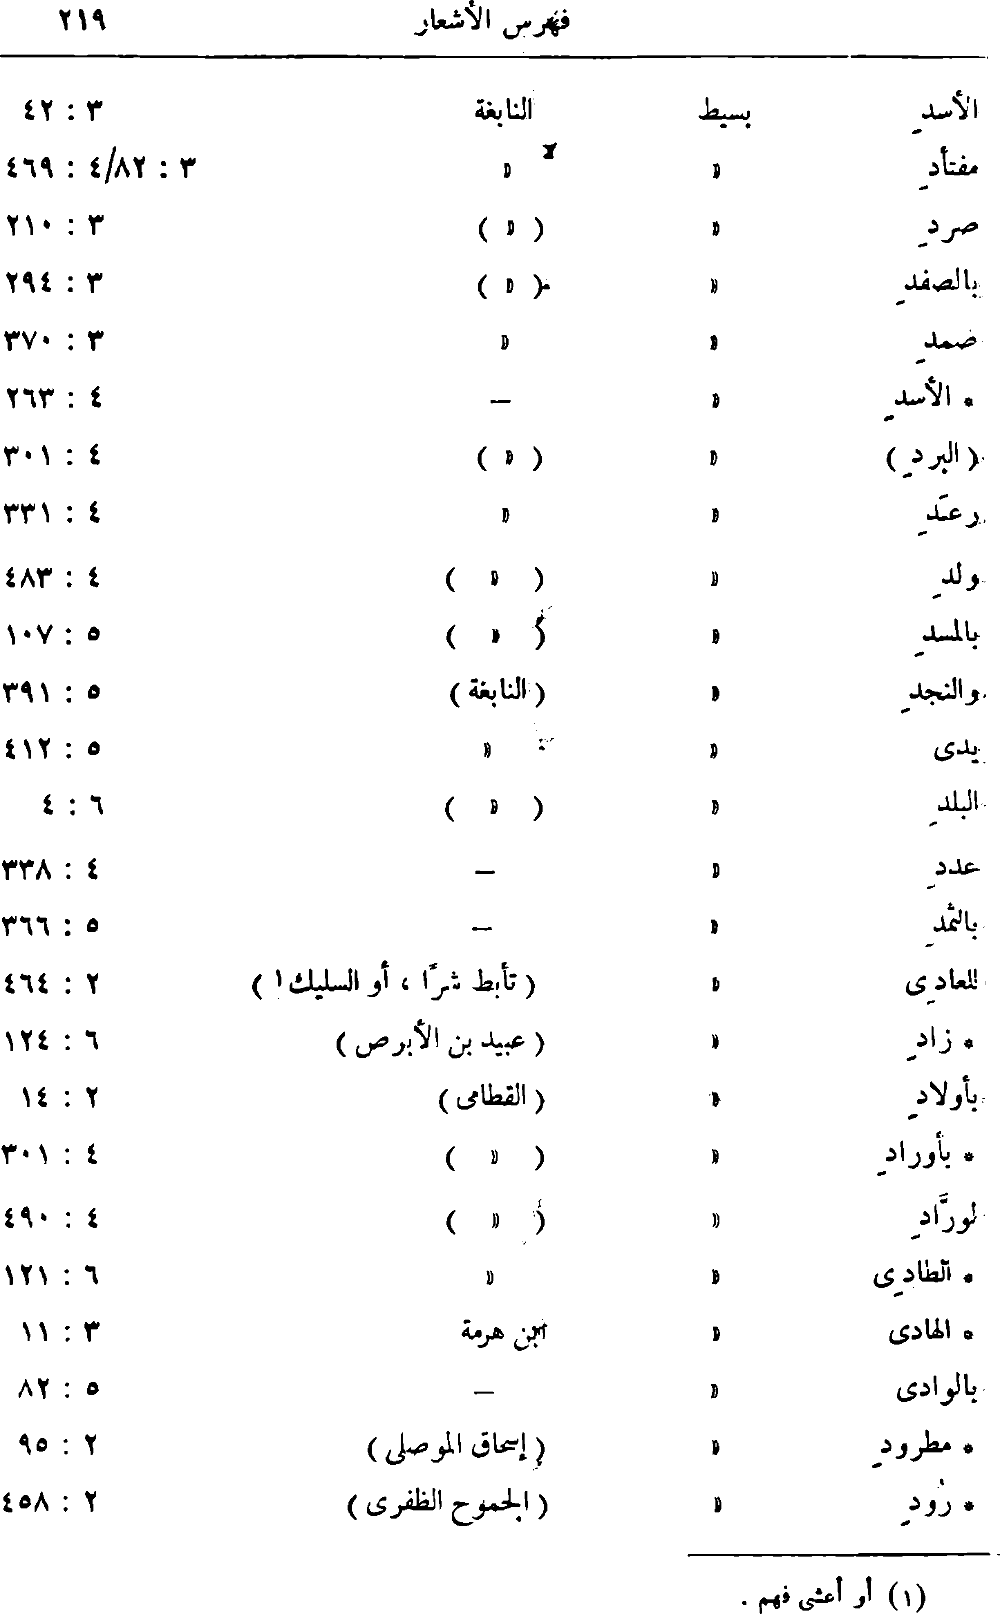 فهرس الأشعار ٢١٩
الأسدِ بسيط النابغة ٣ : ٤٢
مفتأدِ » » ٣ : ٨٢/٤ : ٤٦٩
صردِ » ( » ) ٣ : ٢١٠
بالصفدِ » ( » ) ٣ : ٢٩٤
ضمدِ » » ٣ : ٣٧٠
* الأسدِ » — ٤ : ٢٦٣
( البردِ ) » ( » ) ٤ : ٣٠١
رعتدِ » » ٤ : ٣٣١
ولدِ » ( » ) ٤ : ٤٨٣
بالمسدِ » ( » ) ٥ : ١٠٧
والنجدِ » ( النابغة ) ٥ : ٣٩١
يدى » » ٥ : ٤١٢
البلدِ » ( » ) ٦ : ٤
عددِ » — ٤ : ٣٣٨
بالثمدِ » — ٥ : ٣٦٦
للعادِى » ( تأبط شرًّا ، أو السليك١ ) ٢ : ٤٦٤
* زادِ » ( عبيد بن الأبرص ) ٦ : ١٢٤
بأولادِ » ( القطامى ) ٢ : ١٤
* بأورادِ » ( » ) ٤ : ٣٠١
لورَّادِ » ( » ) ٤ : ٤٩٠
* الطادِى » » ٦ : ١٢١
* الهادى » ابن هرمة ٣ : ١١
بالوادى » — ٥ : ٨٢
* مطرودِ » ( إسحاق الموصلى ) ٢ : ٩٥
* رُودِ » ( الجموح الظفرى ) ٢ : ٤٥٨
(١) أو أعشى فهم .